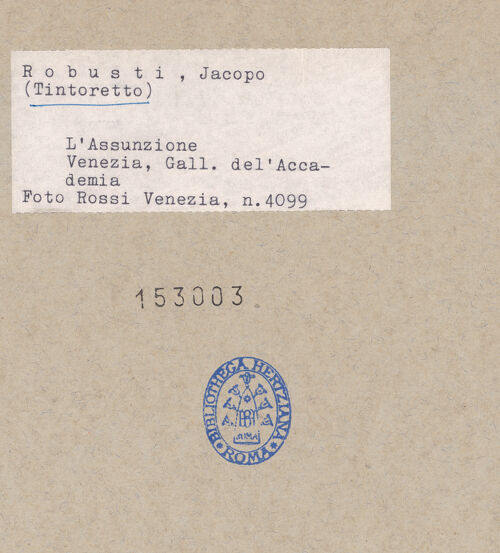 R o b u s t i , Jacopo
(Tintoretto)
L'Assunzione
Venezia, Gall. del'Acca-
demia
Foto Rossi Venezia, n.4099
153003
BIBLIOTHECA HERTZIANA
ROMA